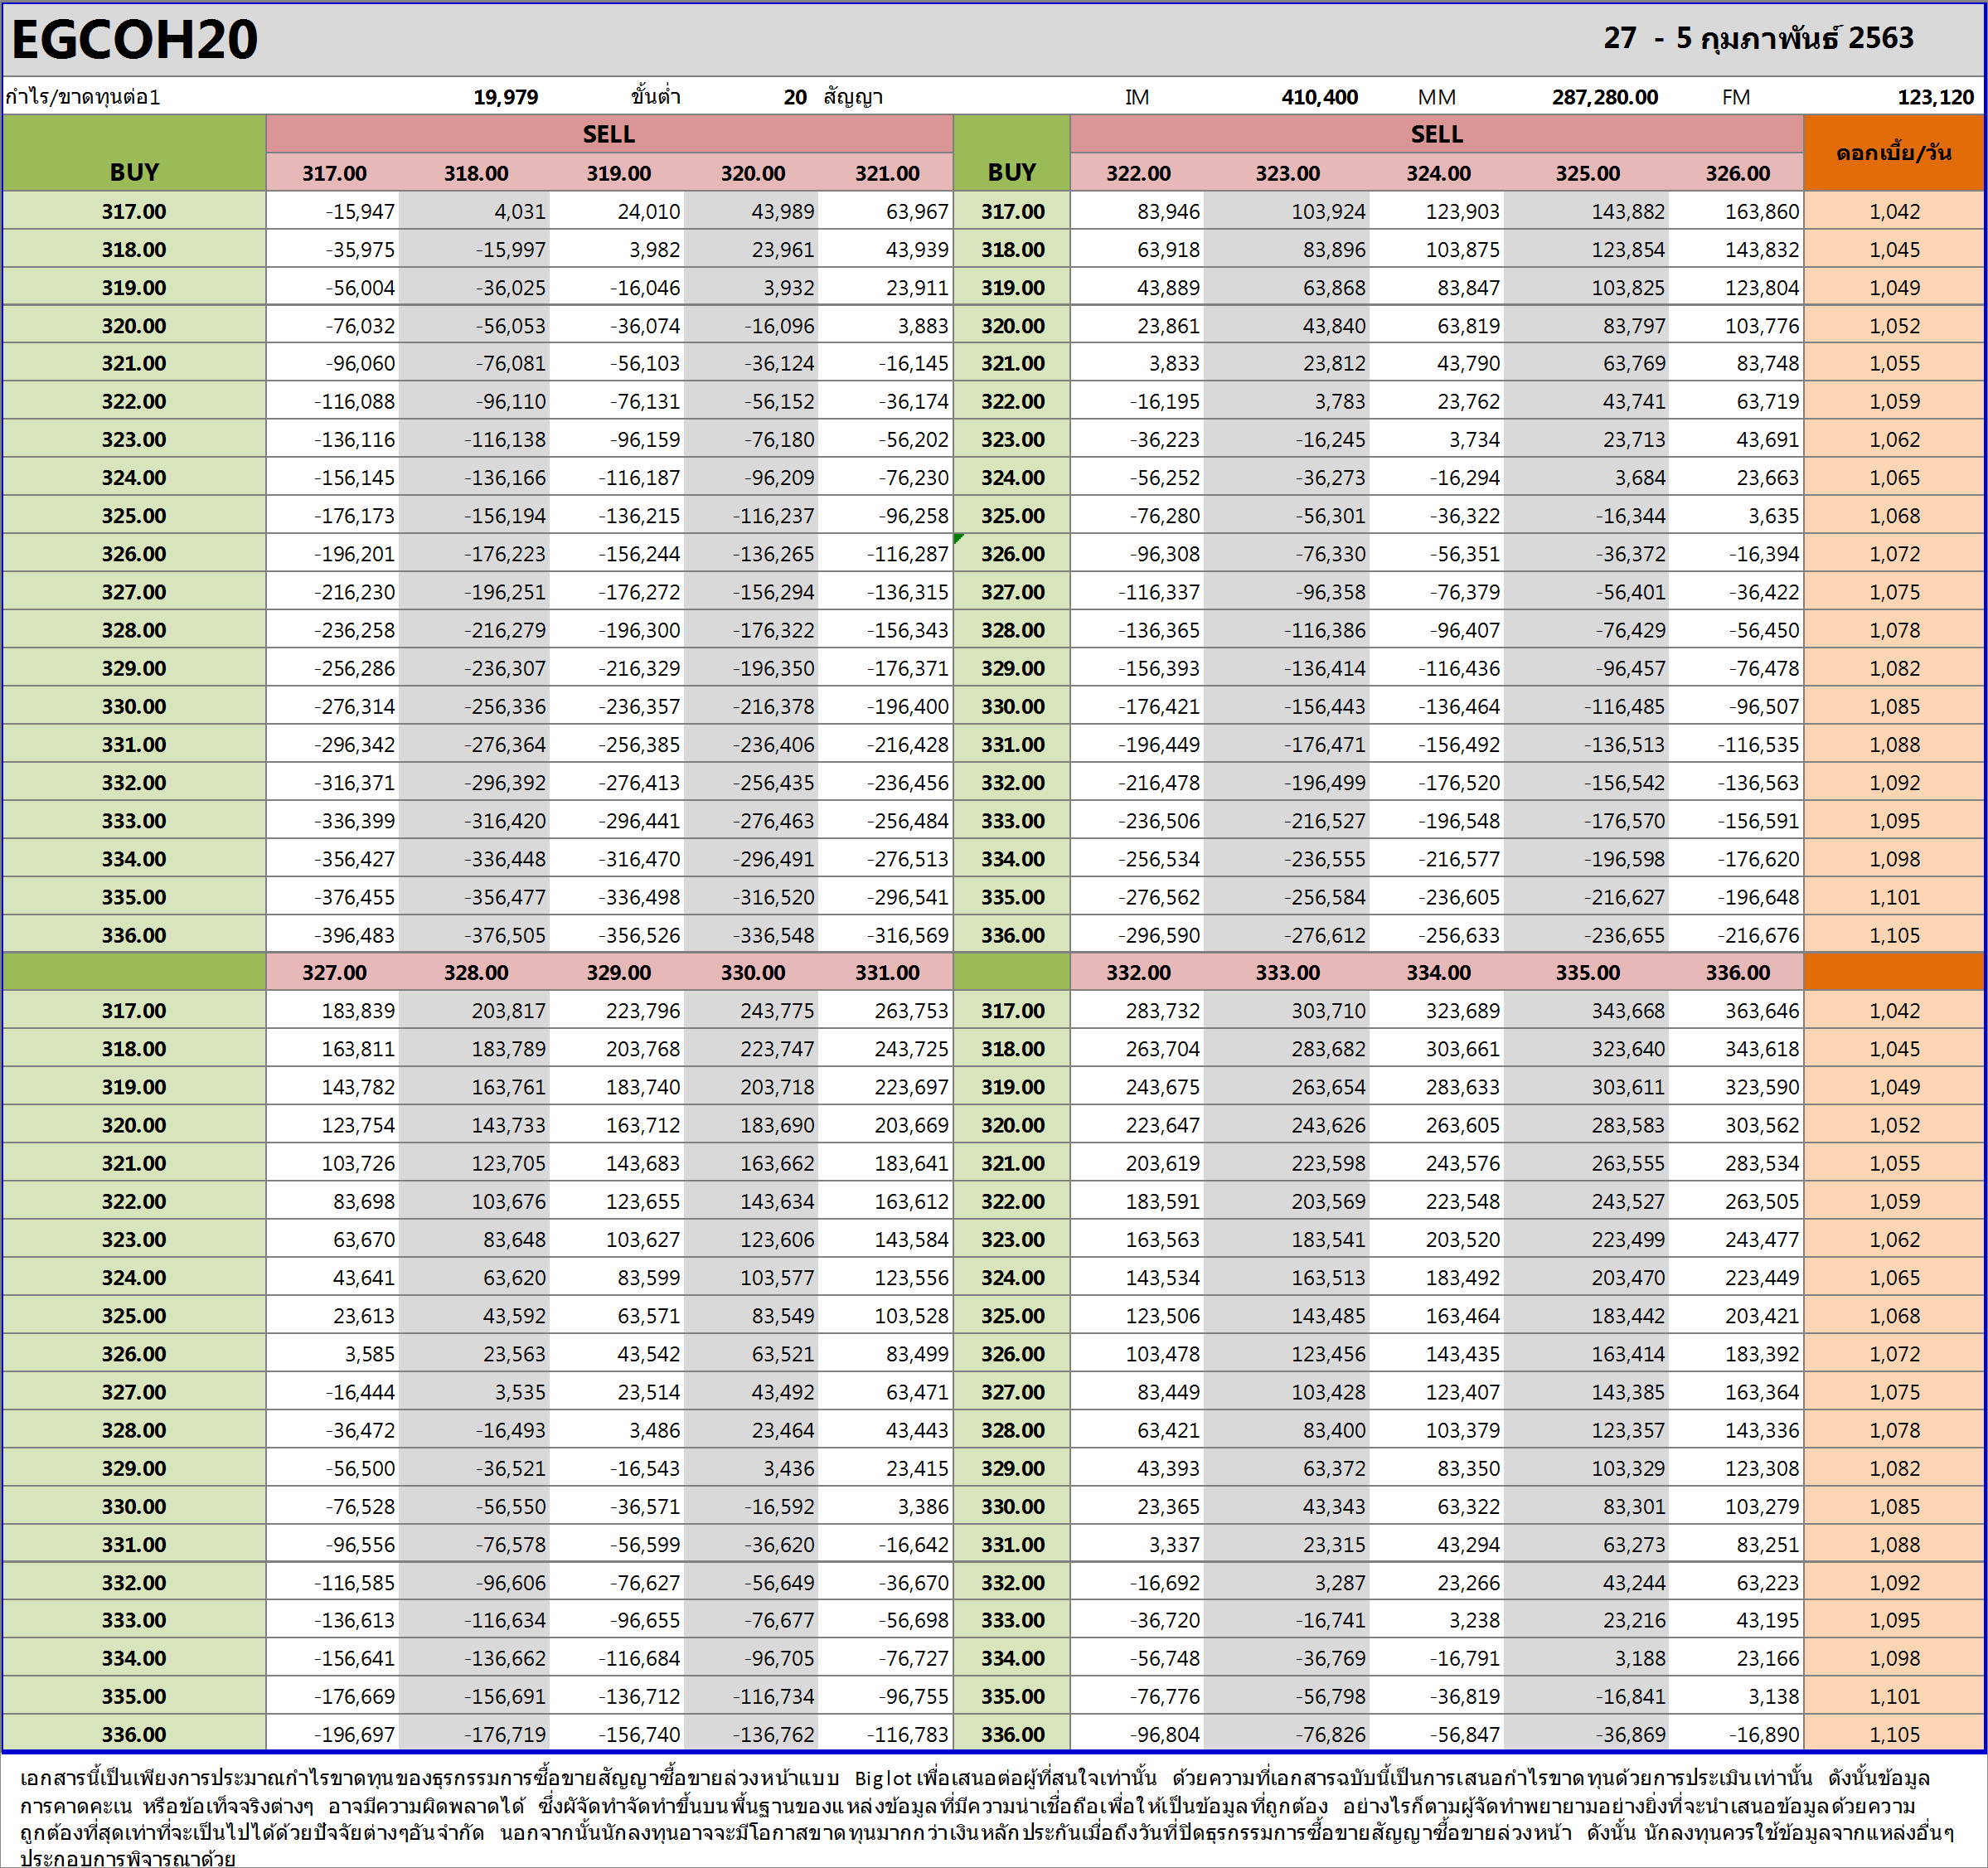 EGCOH20 27 - 5 กุมภาพันธ์ 2563
กำไร/ขาดทุนต่อ1 19,979 ขั้นต่ำ 20 สัญญา IM 410,400 MM 287,280.00 FM 123,120
SELL SELL
BUY 317.00 318.00 319.00 320.00 321.00 BUY 322.00 323.00 324.00 325.00 326.00 ดอกเบี้ย/วัน
317.00 -15,947 4,031 24,010 43,989 63,967 317.00 83,946 103,924 123,903 143,882 163,860 1,042
318.00 -35,975 -15,997 3,982 23,961 43,939 318.00 63,918 83,896 103,875 123,854 143,832 1,045
319.00 -56,004 -36,025 -16,046 3,932 23,911 319.00 43,889 63,868 83,847 103,825 123,804 1,049
320.00 -76,032 -56,053 -36,074 -16,096 3,883 320.00 23,861 43,840 63,819 83,797 103,776 1,052
321.00 -96,060 -76,081 -56,103 -36,124 -16,145 321.00 3,833 23,812 43,790 63,769 83,748 1,055
322.00 -116,088 -96,110 -76,131 -56,152 -36,174 322.00 -16,195 3,783 23,762 43,741 63,719 1,059
323.00 -136,116 -116,138 -96,159 -76,180 -56,202 323.00 -36,223 -16,245 3,734 23,713 43,691 1,062
324.00 -156,145 -136,166 -116,187 -96,209 -76,230 324.00 -56,252 -36,273 -16,294 3,684 23,663 1,065
325.00 -176,173 -156,194 -136,215 -116,237 -96,258 325.00 -76,280 -56,301 -36,322 -16,344 3,635 1,068
326.00 -196,201 -176,223 -156,244 -136,265 -116,287 326.00 -96,308 -76,330 -56,351 -36,372 -16,394 1,072
327.00 -216,230 -196,251 -176,272 -156,294 -136,315 327.00 -116,337 -96,358 -76,379 -56,401 -36,422 1,075
328.00 -236,258 -216,279 -196,300 -176,322 -156,343 328.00 -136,365 -116,386 -96,407 -76,429 -56,450 1,078
329.00 -256,286 -236,307 -216,329 -196,350 -176,371 329.00 -156,393 -136,414 -116,436 -96,457 -76,478 1,082
330.00 -276,314 -256,336 -236,357 -216,378 -196,400 330.00 -176,421 -156,443 -136,464 -116,485 -96,507 1,085
331.00 -296,342 -276,364 -256,385 -236,406 -216,428 331.00 -196,449 -176,471 -156,492 -136,513 -116,535 1,088
332.00 -316,371 -296,392 -276,413 -256,435 -236,456 332.00 -216,478 -196,499 -176,520 -156,542 -136,563 1,092
333.00 -336,399 -316,420 -296,441 -276,463 -256,484 333.00 -236,506 -216,527 -196,548 -176,570 -156,591 1,095
334.00 -356,427 -336,448 -316,470 -296,491 -276,513 334.00 -256,534 -236,555 -216,577 -196,598 -176,620 1,098
335.00 -376,455 -356,477 -336,498 -316,520 -296,541 335.00 -276,562 -256,584 -236,605 -216,627 -196,648 1,101
336.00 -396,483 -376,505 -356,526 -336,548 -316,569 336.00 -296,590 -276,612 -256,633 -236,655 -216,676 1,105
327.00 328.00 329.00 330.00 331.00 332.00 333.00 334.00 335.00 336.00
317.00 183,839 203,817 223,796 243,775 263,753 317.00 283,732 303,710 323,689 343,668 363,646 1,042
318.00 163,811 183,789 203,768 223,747 243,725 318.00 263,704 283,682 303,661 323,640 343,618 1,045
319.00 143,782 163,761 183,740 203,718 223,697 319.00 243,675 263,654 283,633 303,611 323,590 1,049
320.00 123,754 143,733 163,712 183,690 203,669 320.00 223,647 243,626 263,605 283,583 303,562 1,052
321.00 103,726 123,705 143,683 163,662 183,641 321.00 203,619 223,598 243,576 263,555 283,534 1,055
322.00 83,698 103,676 123,655 143,634 163,612 322.00 183,591 203,569 223,548 243,527 263,505 1,059
323.00 63,670 83,648 103,627 123,606 143,584 323.00 163,563 183,541 203,520 223,499 243,477 1,062
324.00 43,641 63,620 83,599 103,577 123,556 324.00 143,534 163,513 183,492 203,470 223,449 1,065
325.00 23,613 43,592 63,571 83,549 103,528 325.00 123,506 143,485 163,464 183,442 203,421 1,068
326.00 3,585 23,563 43,542 63,521 83,499 326.00 103,478 123,456 143,435 163,414 183,392 1,072
327.00 -16,444 3,535 23,514 43,492 63,471 327.00 83,449 103,428 123,407 143,385 163,364 1,075
328.00 -36,472 -16,493 3,486 23,464 43,443 328.00 63,421 83,400 103,379 123,357 143,336 1,078
329.00 -56,500 -36,521 -16,543 3,436 23,415 329.00 43,393 63,372 83,350 103,329 123,308 1,082
330.00 -76,528 -56,550 -36,571 -16,592 3,386 330.00 23,365 43,343 63,322 83,301 103,279 1,085
331.00 -96,556 -76,578 -56,599 -36,620 -16,642 331.00 3,337 23,315 43,294 63,273 83,251 1,088
332.00 -116,585 -96,606 -76,627 -56,649 -36,670 332.00 -16,692 3,287 23,266 43,244 63,223 1,092
333.00 -136,613 -116,634 -96,655 -76,677 -56,698 333.00 -36,720 -16,741 3,238 23,216 43,195 1,095
334.00 -156,641 -136,662 -116,684 -96,705 -76,727 334.00 -56,748 -36,769 -16,791 3,188 23,166 1,098
335.00 -176,669 -156,691 -136,712 -116,734 -96,755 335.00 -76,776 -56,798 -36,819 -16,841 3,138 1,101
336.00 -196,697 -176,719 -156,740 -136,762 -116,783 336.00 -96,804 -76,826 -56,847 -36,869 -16,890 1,105
เอกสารนี้เป็นเพียงการประมาณกำไรขาดทุนของธุรกรรมการซื้อขายสัญญาซื้อขายล่วงหน้าแบบ Biglot เพื่อเสนอต่อผู้ที่สนใจเท่านั้น ด้วยความที่เอกสารฉบับนี้เป็นการเสนอกำไรขาดทุนด้วยการประเมินเท่านั้น ดังนั้นข้อมูล
การคาดคะเน หรือข้อเท็จจริงต่างๆ อาจมีความผิดพลาดได้ ซึ่งผู้จัดทำจัดทำขึ้นบนพื้นฐานของแหล่งข้อมูลที่มีความน่าเชื่อถือเพื่อให้เป็นข้อมูลที่ถูกต้อง อย่างไรก็ตามผู้จัดทำพยายามอย่างยิ่งที่จะนำเสนอข้อมูลด้วยความ
ถูกต้องที่สุดเท่าที่จะเป็นไปได้ด้วยปัจจัยต่างๆอันจำกัด นอกจากนั้นนักลงทุนอาจจะมีโอกาสขาดทุนมากกว่าเงินหลักประกันเมื่อถึงวันที่ปิดธุรกรรมการซื้อขายสัญญาซื้อขายล่วงหน้า ดังนั้น นักลงทุนควรใช้ข้อมูลจากแหล่งอื่นๆ
ประกอบการพิจารณาด้วย